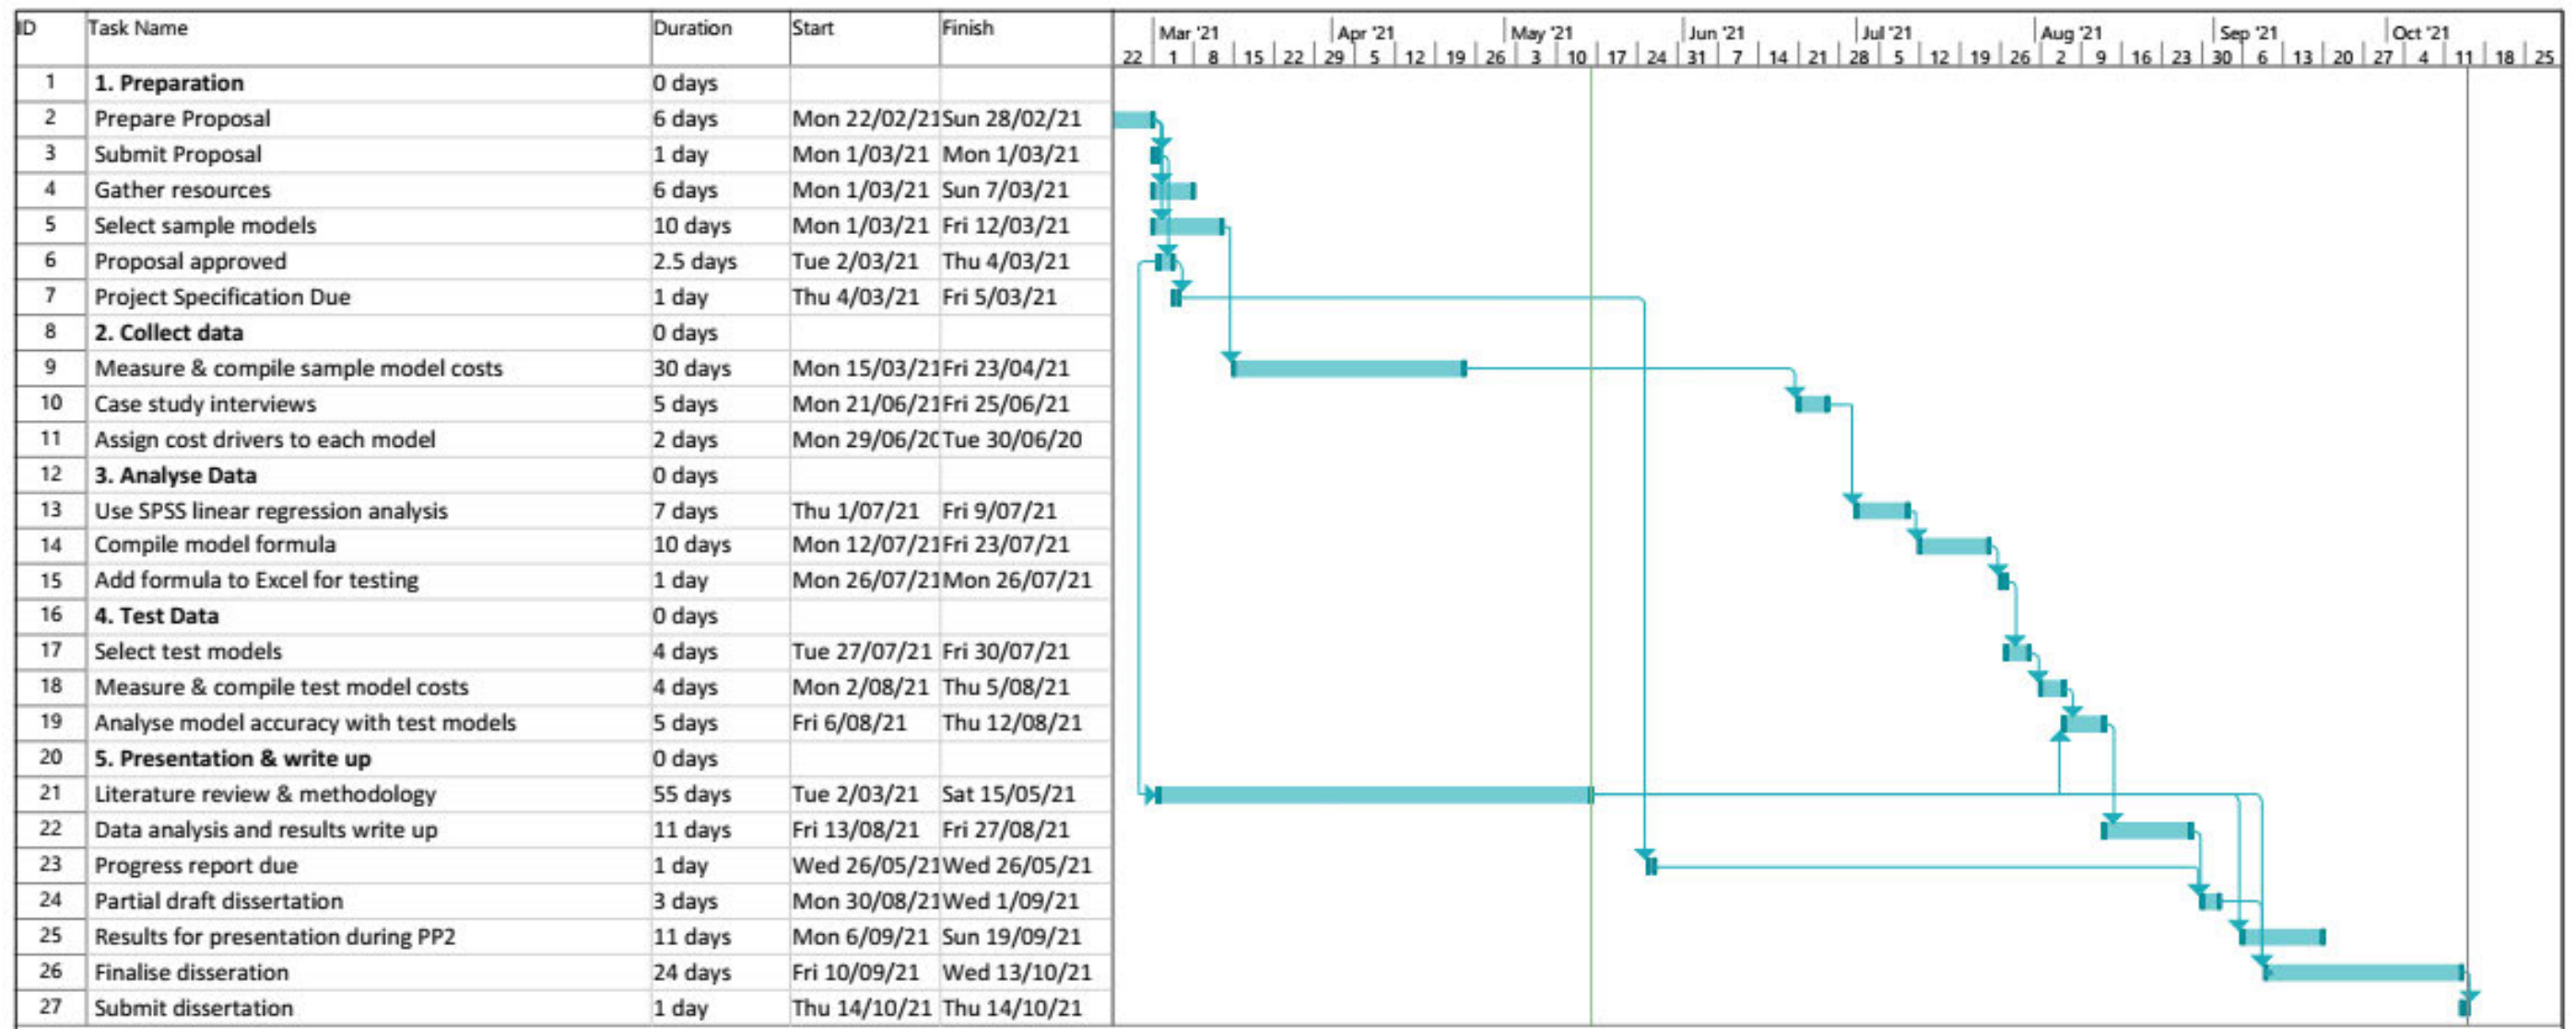 ID Task Name Duration Start Finish Mar '21 Apr '21 May '21 Jun '21 Jul '21 Aug '21 Sep '21 Oct '21
22 1 8 15 22 29 5 12 19 26 3 10 17 24 31 7 14 21 28 5 12 19 26 2 9 16 23 30 6 13 20 27 4 11 18 25
1 1. Preparation 0 days
2 Prepare Proposal 6 days Mon 22/02/21 Sun 28/02/21
3 Submit Proposal 1 day Mon 1/03/21 Mon 1/03/21
4 Gather resources 6 days Mon 1/03/21 Sun 7/03/21
5 Select sample models 10 days Mon 1/03/21 Fri 12/03/21
6 Proposal approved 2.5 days Tue 2/03/21 Thu 4/03/21
7 Project Specification Due 1 day Thu 4/03/21 Fri 5/03/21
8 2. Collect data 0 days
9 Measure & compile sample model costs 30 days Mon 15/03/21 Fri 23/04/21
10 Case study interviews 5 days Mon 21/06/21 Fri 25/06/21
11 Assign cost drivers to each model 2 days Mon 29/06/20 Tue 30/06/20
12 3. Analyse Data 0 days
13 Use SPSS linear regression analysis 7 days Thu 1/07/21 Fri 9/07/21
14 Compile model formula 10 days Mon 12/07/21 Fri 23/07/21
15 Add formula to Excel for testing 1 day Mon 26/07/21 Mon 26/07/21
16 4. Test Data 0 days
17 Select test models 4 days Tue 27/07/21 Fri 30/07/21
18 Measure & compile test model costs 4 days Mon 2/08/21 Thu 5/08/21
19 Analyse model accuracy with test models 5 days Fri 6/08/21 Thu 12/08/21
20 5. Presentation & write up 0 days
21 Literature review & methodology 55 days Tue 2/03/21 Sat 15/05/21
22 Data analysis and results write up 11 days Fri 13/08/21 Fri 27/08/21
23 Progress report due 1 day Wed 26/05/21 Wed 26/05/21
24 Partial draft dissertation 3 days Mon 30/08/21 Wed 1/09/21
25 Results for presentation during PP2 11 days Mon 6/09/21 Sun 19/09/21
26 Finalise disseration 24 days Fri 10/09/21 Wed 13/10/21
27 Submit dissertation 1 day Thu 14/10/21 Thu 14/10/21